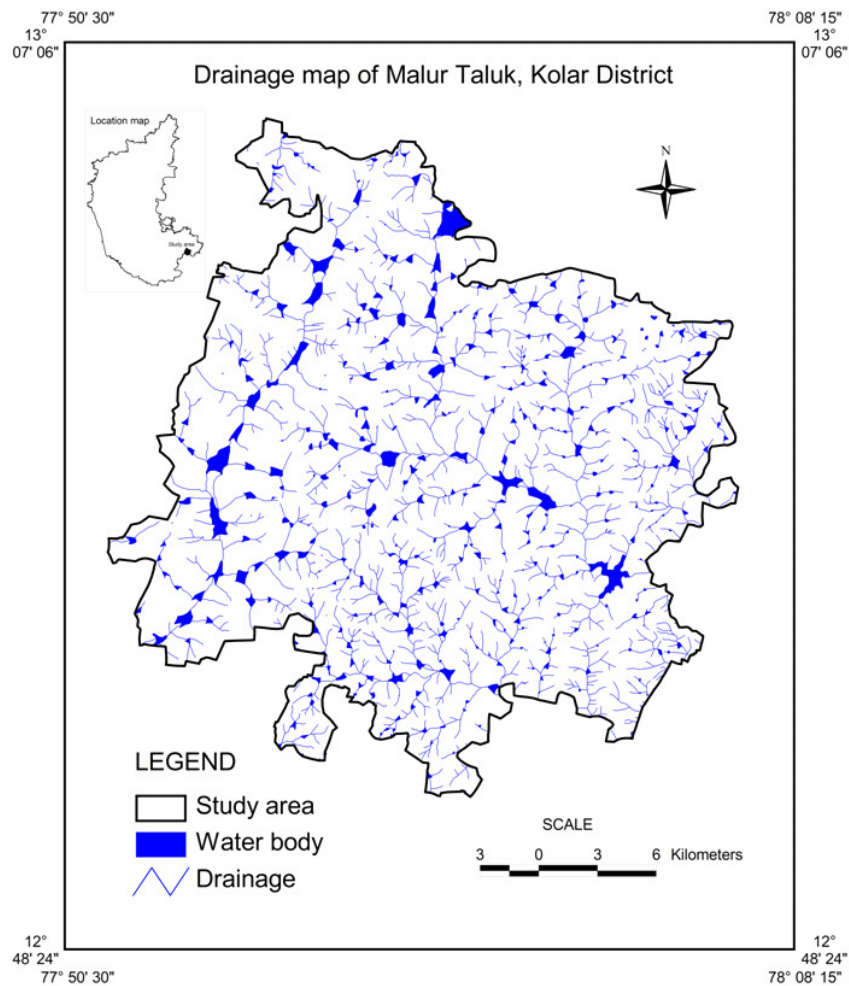 77° 50' 30"
78° 08' 15"
13°
07' 06"
13°
07' 06"
Drainage map of Malur Taluk, Kolar District
Location map
Study area
N
LEGEND
Study area
Water body
Drainage
SCALE
3 0 3 6 Kilometers
12°
48' 24"
12°
48' 24"
77° 50' 30"
78° 08' 15"